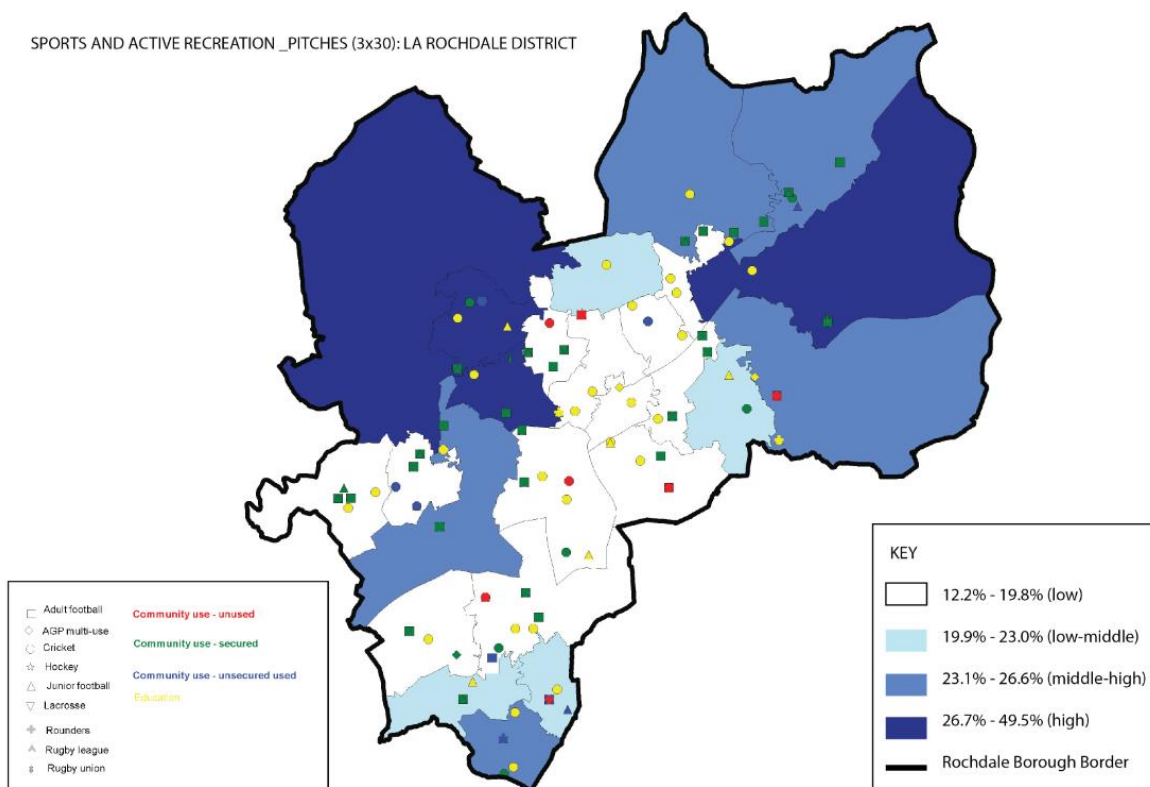 SPORTS AND ACTIVE RECREATION _PITCHES (3x30): LA ROCHDALE DISTRICT
Adult football
AGP multi-use
Cricket
Hockey
Junior football
Lacrosse
Rounders
Rugby league
Rugby union
Community use - unused
Community use - secured
Community use - unsecured used
Education
KEY
12.2% - 19.8% (low)
19.9% - 23.0% (low-middle)
23.1% - 26.6% (middle-high)
26.7% - 49.5% (high)
Rochdale Borough Border